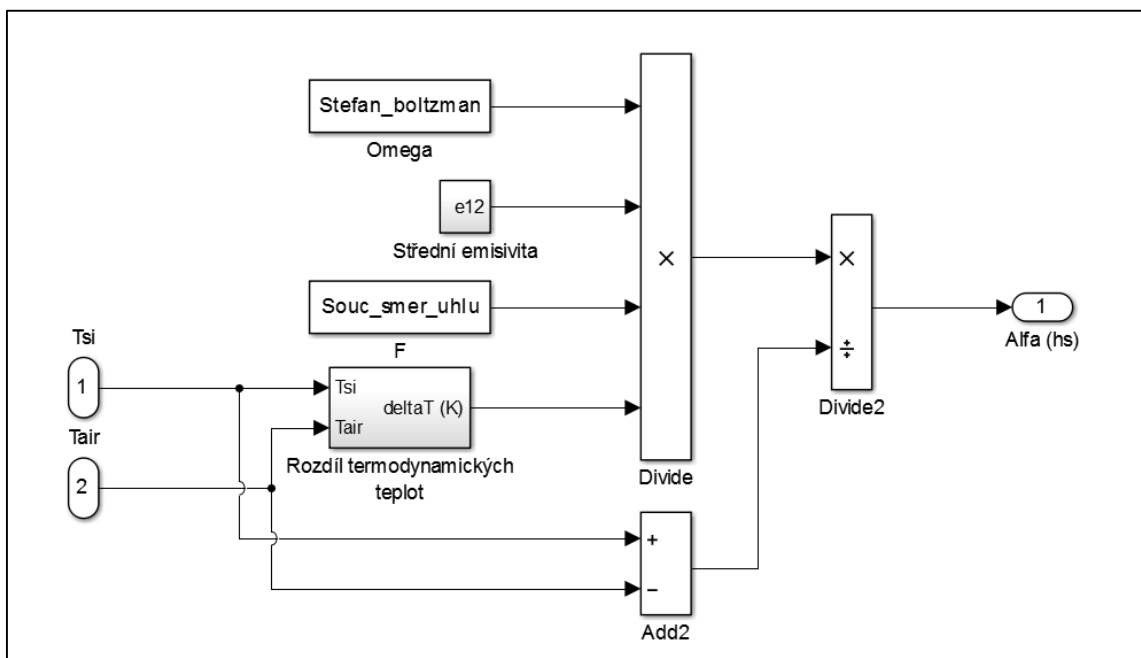 Stefan_boltzman
Omega
e12
Střední emisivita
×
×
Souc_smer_uhlu
F
1
Alfa (hs)
÷
Divide2
Tsi
1
Tsi
deltaT (K)
Tair
Tair
2
Rozdíl termodynamických
teplot
Divide
+
−
Add2